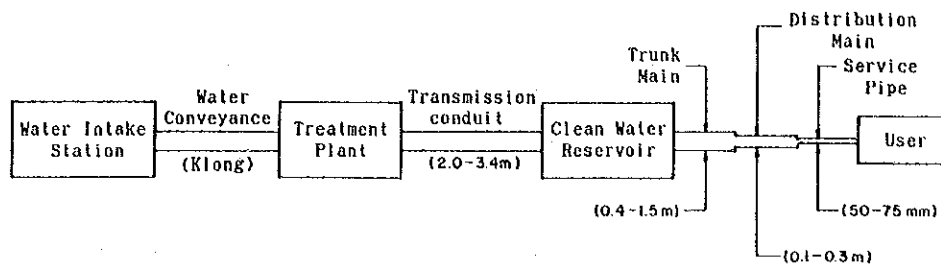 Distribution
Main
Trunk
Main
Service
Pipe
Water
Conveyance
Transmission
conduit
Water Intake
Station
Treatment
Plant
Clean Water
Reservoir
User
(Klong)
(2.0-3.4m)
(0.4-1.5m)
(50-75mm)
(0.1-0.3m)